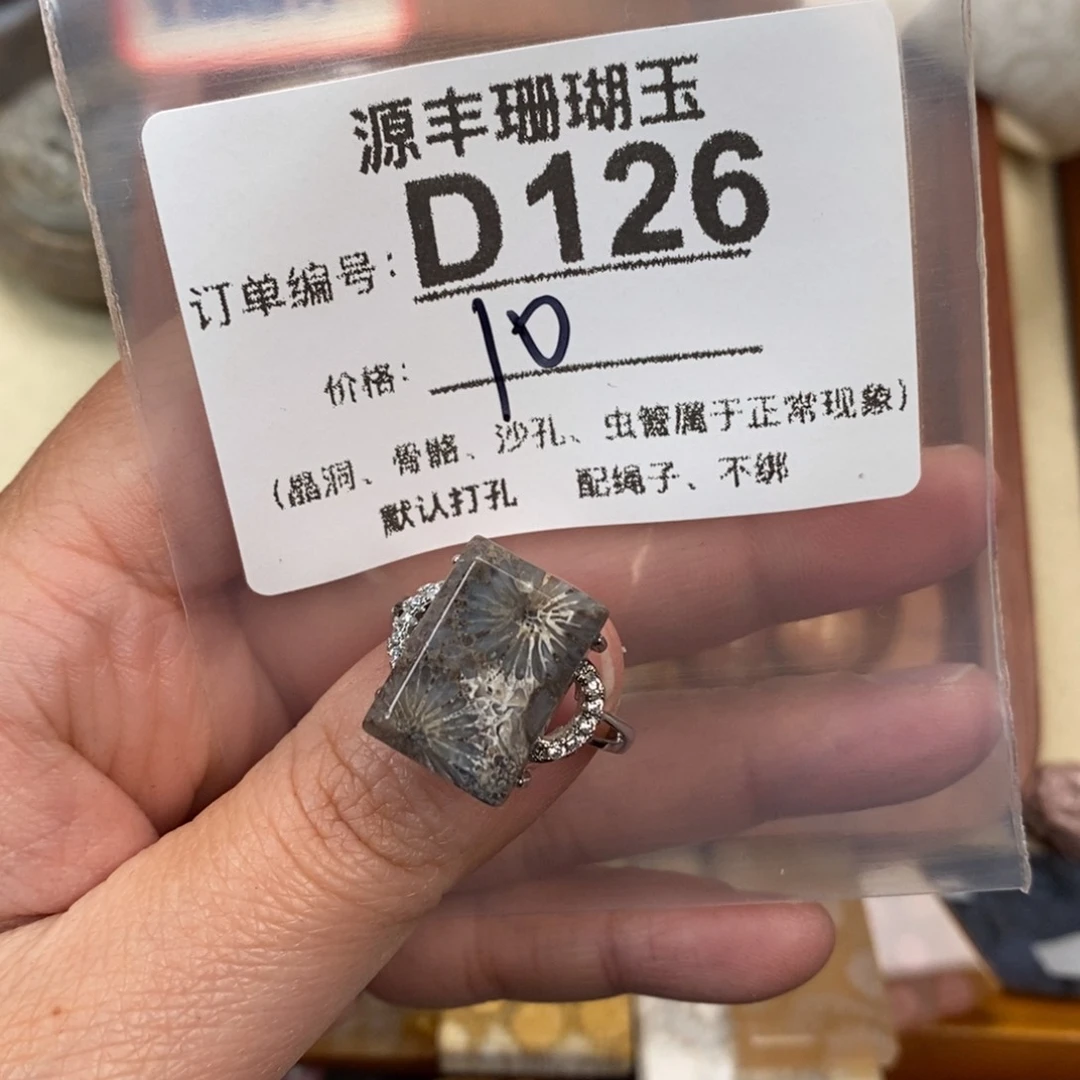 源丰珊瑚玉
订单编号: D126
价格: 10
(晶洞、骨骼、沙孔、虫管属于正常现象)
默认打孔 配绳子、不绑